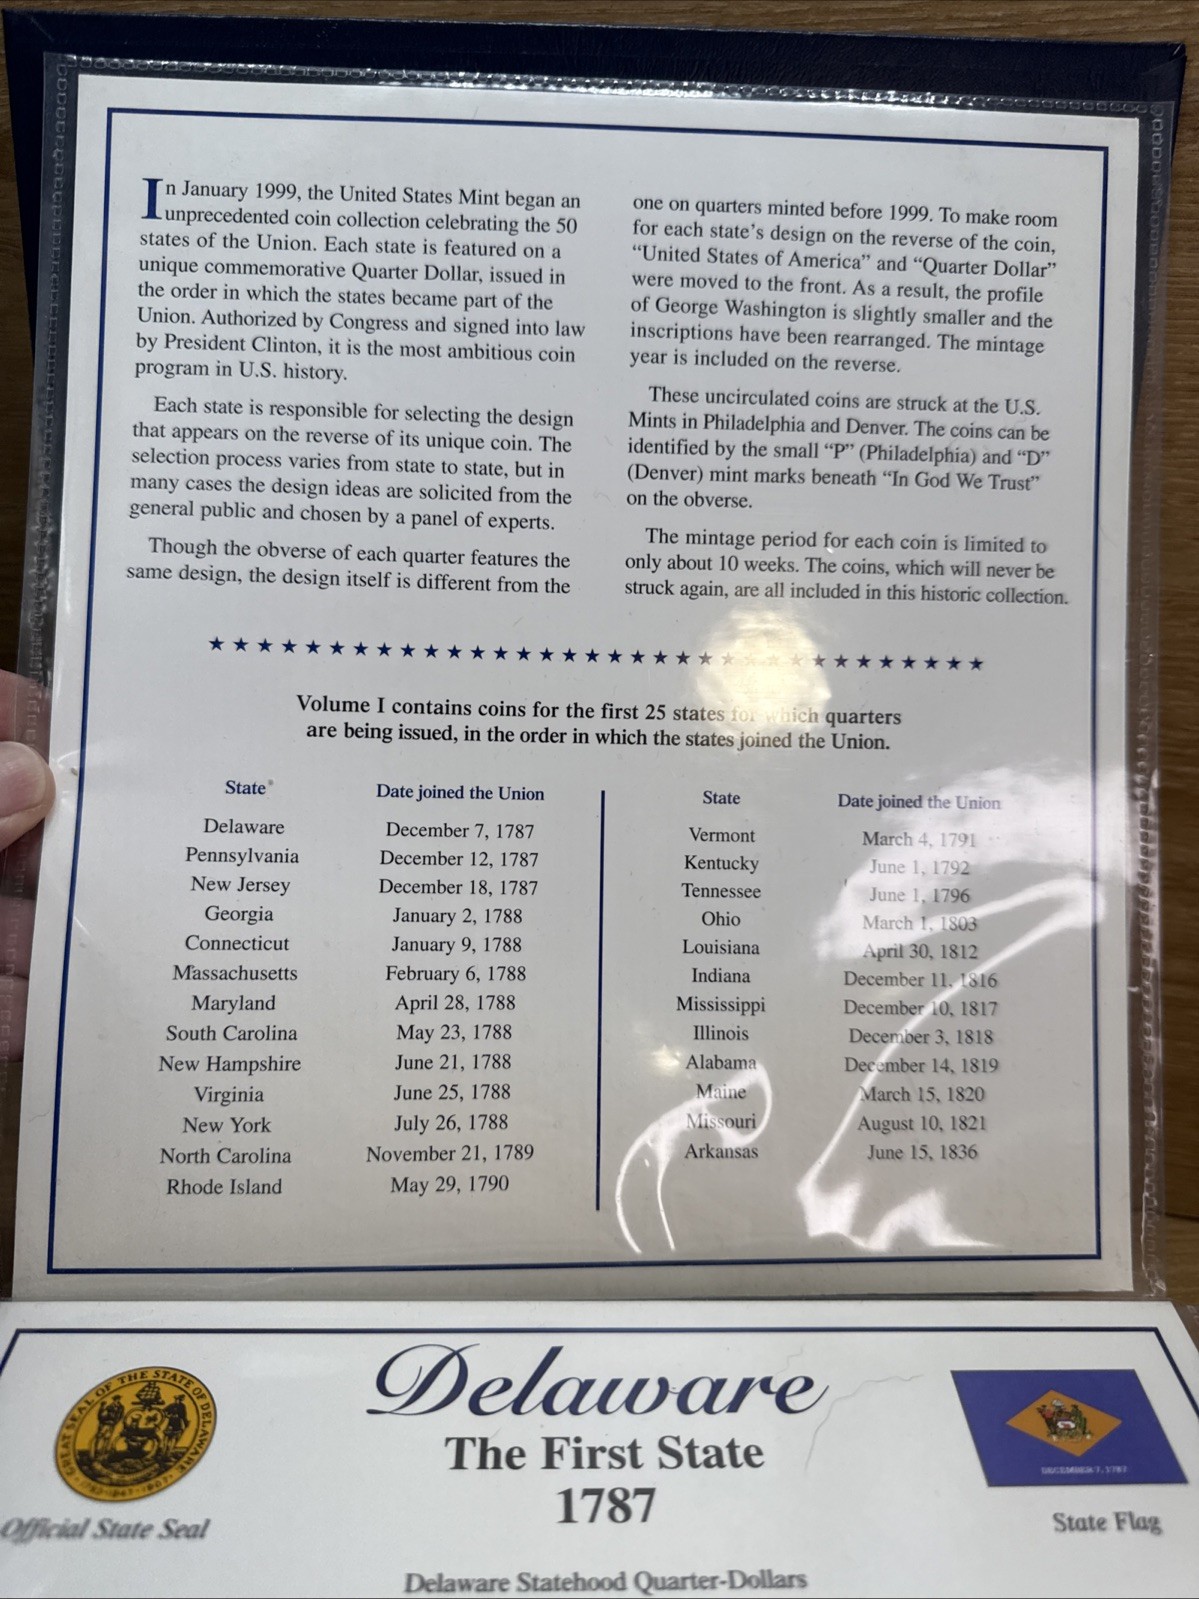 In January 1999, the United States Mint began an
unprecedented coin collection celebrating the 50
states of the Union. Each state is featured on a
unique commemorative Quarter Dollar, issued in
the order in which the states became part of the
Union. Authorized by Congress and signed into law
by President Clinton, it is the most ambitious coin
program in U.S. history.
Each state is responsible for selecting the design
that appears on the reverse of its unique coin. The
selection process varies from state to state, but in
many cases the design ideas are solicited from the
general public and chosen by a panel of experts.
Though the obverse of each quarter features the
same design, the design itself is different from the
one on quarters minted before 1999. To make room
for each state's design on the reverse of the coin,
“United States of America” and “Quarter Dollar”
were moved to the front. As a result, the profile
of George Washington is slightly smaller and the
inscriptions have been rearranged. The mintage
year is included on the reverse.
These uncirculated coins are struck at the U.S.
Mints in Philadelphia and Denver. The coins can be
identified by the small “P” (Philadelphia) and “D”
(Denver) mint marks beneath “In God We Trust”
on the obverse.
The mintage period for each coin is limited to
only about 10 weeks. The coins, which will never be
struck again, are all included in this historic collection.
Volume I contains coins for the first 25 states for which quarters
are being issued, in the order in which the states joined the Union.
State Date joined the Union
Delaware December 7, 1787
Pennsylvania December 12, 1787
New Jersey December 18, 1787
Georgia January 2, 1788
Connecticut January 9, 1788
Massachusetts February 6, 1788
Maryland April 28, 1788
South Carolina May 23, 1788
New Hampshire June 21, 1788
Virginia June 25, 1788
New York July 26, 1788
North Carolina November 21, 1789
Rhode Island May 29, 1790
State Date joined the Union
Vermont March 4, 1791
Kentucky June 1, 1792
Tennessee June 1, 1796
Ohio March 1, 1803
Louisiana April 30, 1812
Indiana December 11, 1816
Mississippi December 10, 1817
Illinois December 3, 1818
Alabama December 14, 1819
Maine March 15, 1820
Missouri August 10, 1821
Arkansas June 15, 1836
Delaware
The First State
1787
GREAT SEAL OF THE STATE OF DELAWARE
Official State Seal
DECEMBER 7, 1787
State Flag
Delaware Statehood Quarter-Dollars